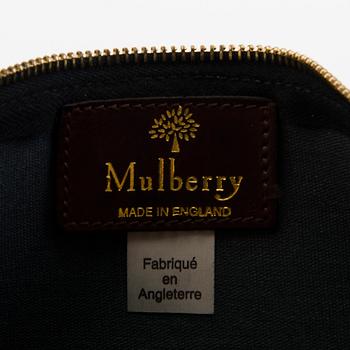 Mulberry
MADE IN ENGLAND
Fabriqué
en
Angleterre